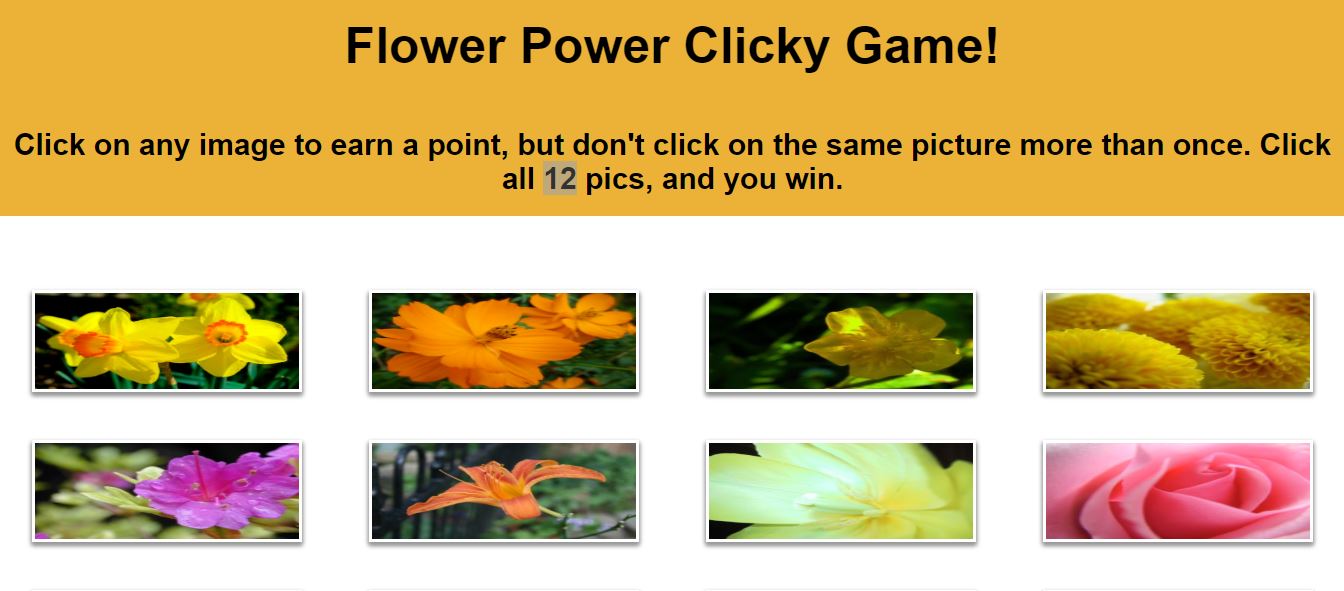 Flower Power Clicky Game!
Click on any image to earn a point, but don't click on the same picture more than once. Click
all 12 pics, and you win.